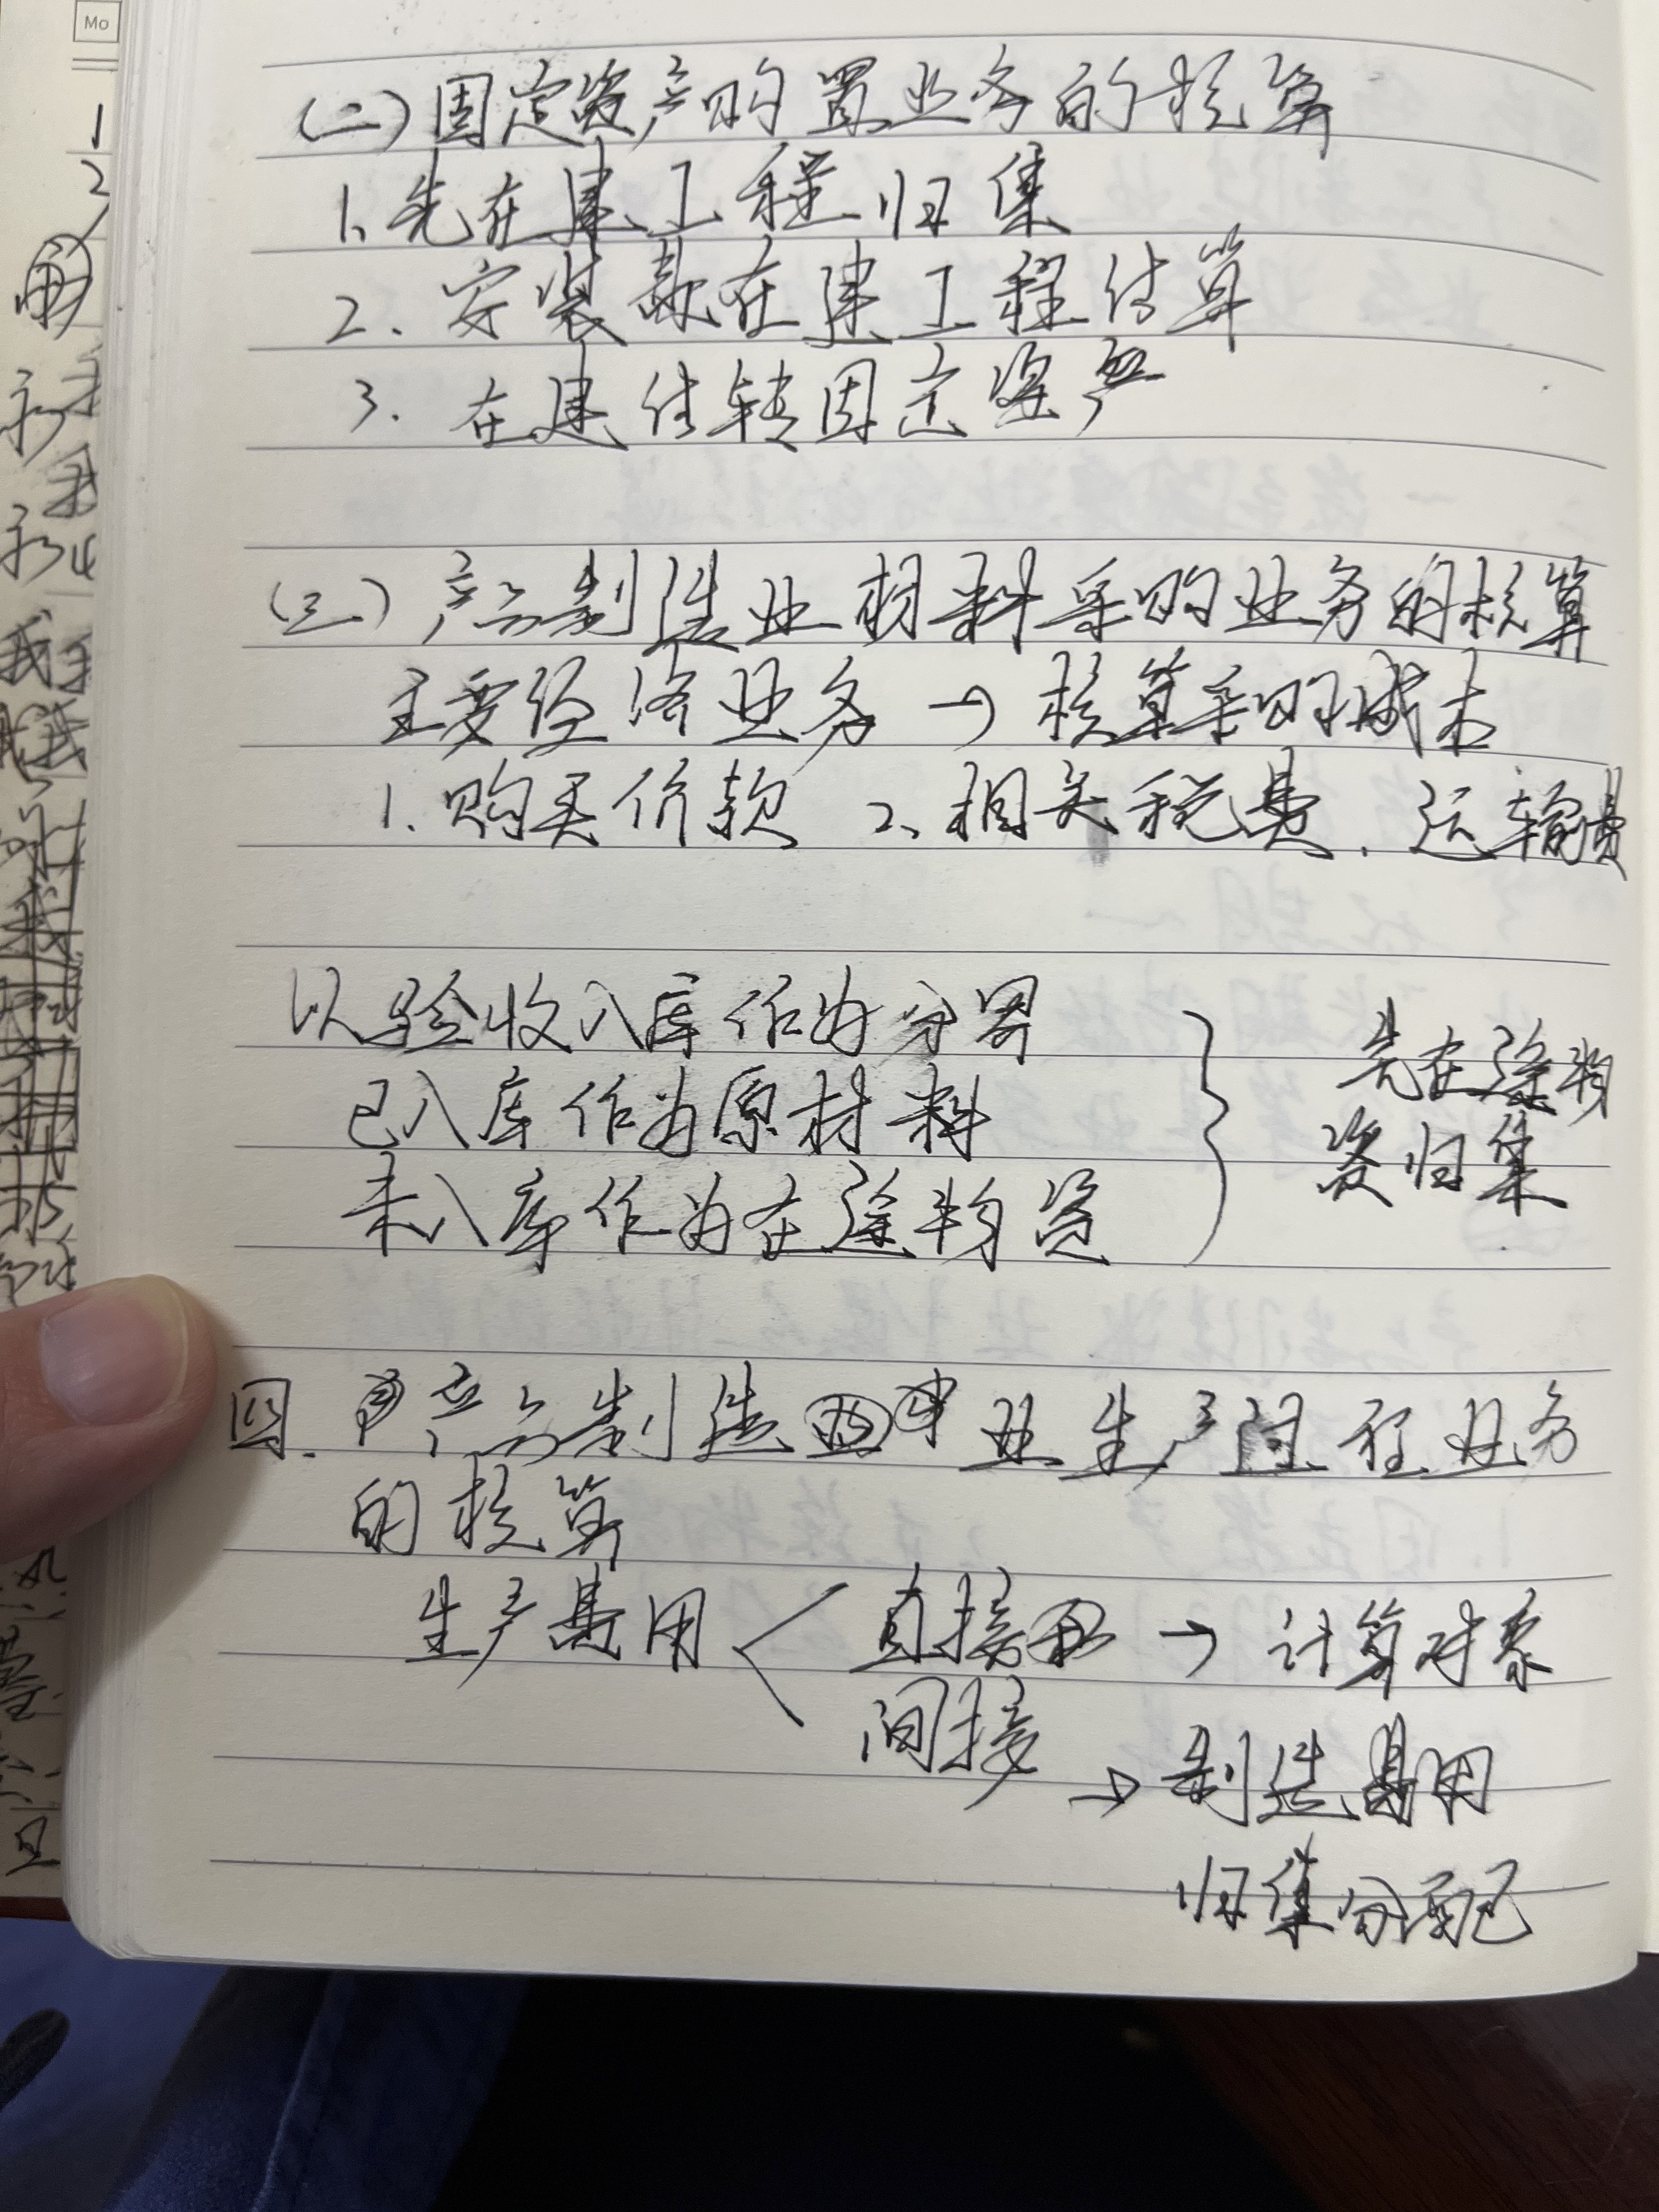 Mo
(二)固定资产购置业务的核算
1、先在建工程归集
2. 安装款在建工程结算
3. 在建结转固定资产
(三)产品制造业材料采购业务的核算
主要经济业务 → 核算采购成本
1. 购买价款 2、相关税费、运输费
以验收入库作为分界
已入库作为原材料
未入库作为在途物资
先在途物
资归集
四. 产品制造业生产过程业务
的核算
生产费用 < 直接 → 计算对象
间接 → 制造费用
归集分配